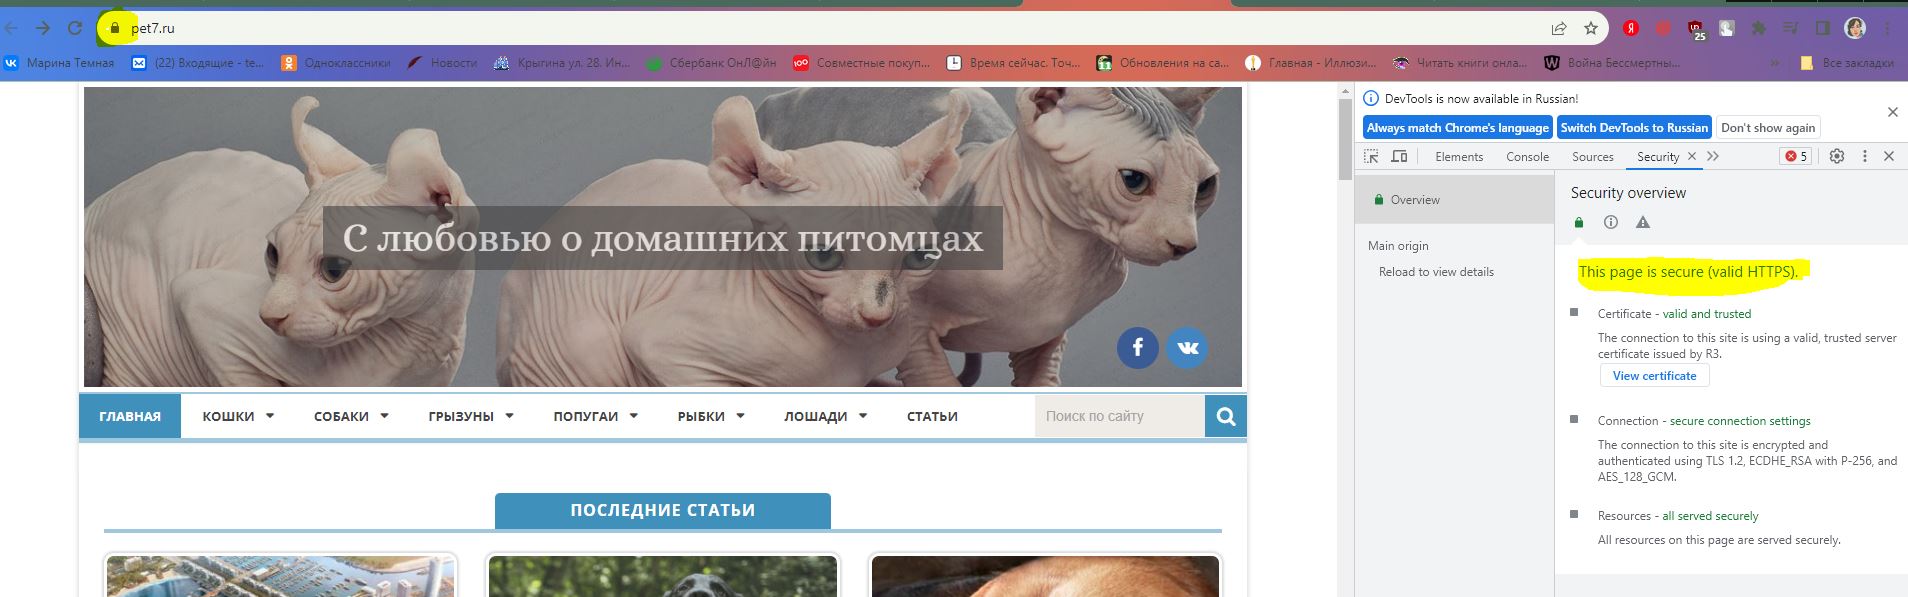 pet7.ru
25
Марина Темная
(22) Входящие - te...
Одноклассники
Новости
Крыгина ул. 28. Ин...
Сбербанк ОнЛ@йн
100
Совместные покуп...
Время сейчас. Точ...
11
Обновления на са...
Главная - Иллюзи...
Читать книги онла...
W
Война Бессмертны...
»
Все закладки
С любовью о домашних питомцах
ГЛАВНАЯ
КОШКИ
СОБАКИ
ГРЫЗУНЫ
ПОПУГАИ
РЫБКИ
ЛОШАДИ
СТАТЬИ
Поиск по сайту
ПОСЛЕДНИЕ СТАТЬИ
DevTools is now available in Russian!
Always match Chrome's language
Switch DevTools to Russian
Don't show again
Elements
Console
Sources
Security
5
Overview
Main origin
Reload to view details
Security overview
This page is secure (valid HTTPS).
Certificate - valid and trusted
The connection to this site is using a valid, trusted server
certificate issued by R3.
View certificate
Connection - secure connection settings
The connection to this site is encrypted and
authenticated using TLS 1.2, ECDHE_RSA with P-256, and
AES_128_GCM.
Resources - all served securely
All resources on this page are served securely.